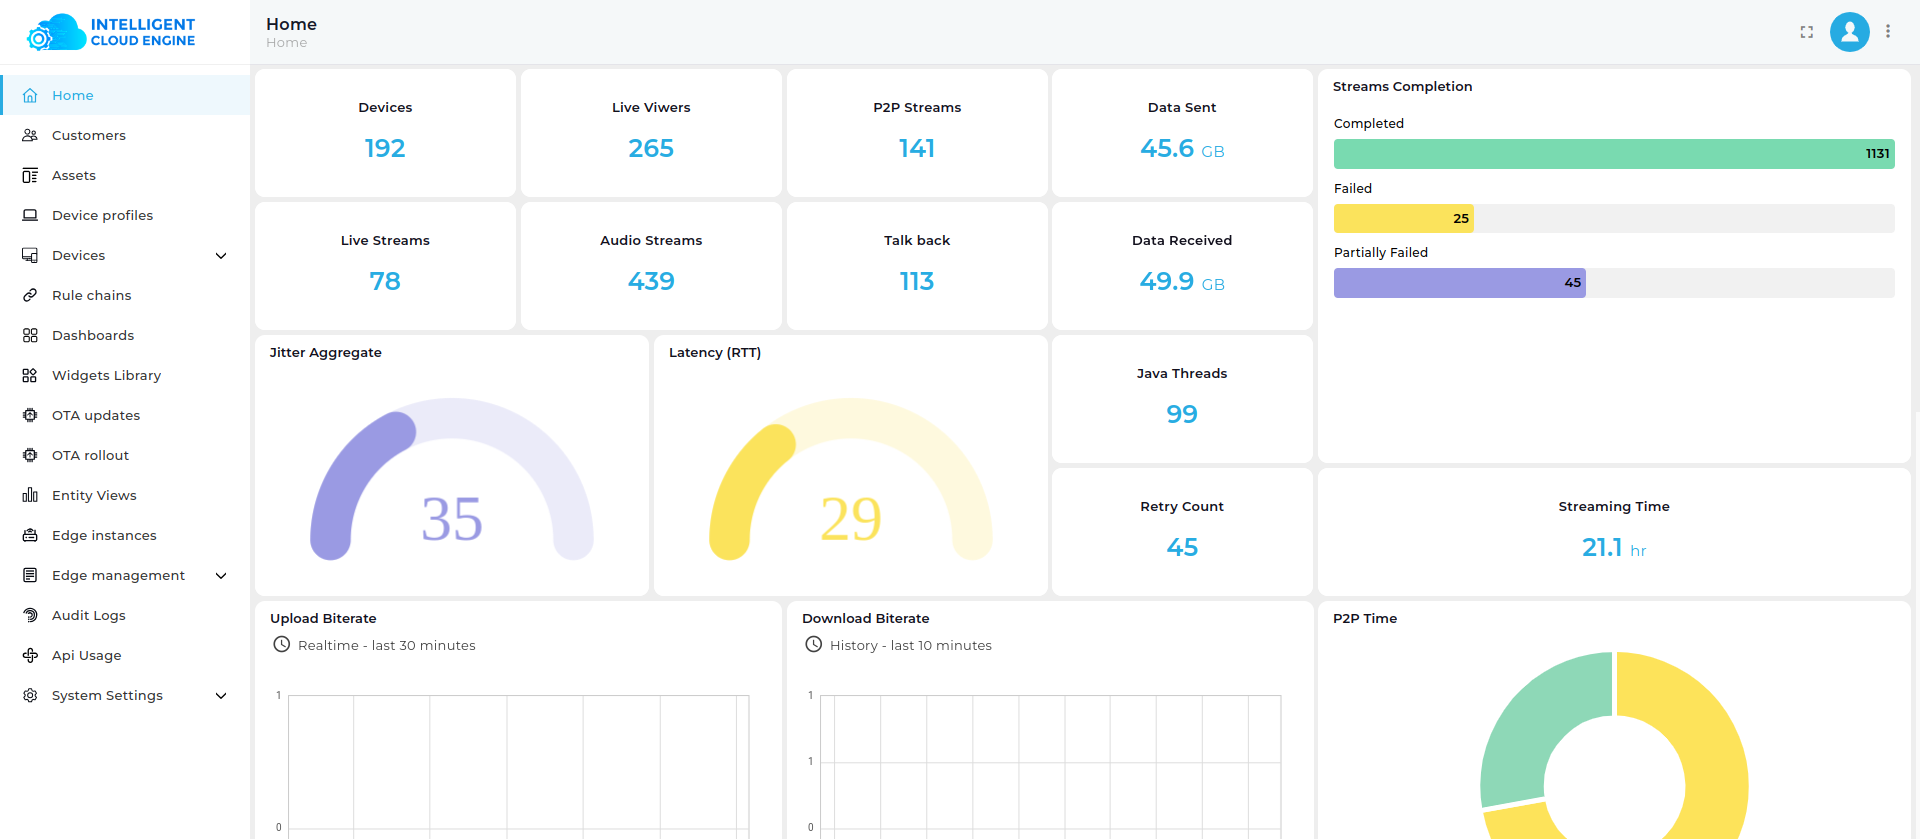 INTELLIGENT
CLOUD ENGINE
Home
Home
Home
Customers
Assets
Device profiles
Devices
Rule chains
Dashboards
Widgets Library
OTA updates
OTA rollout
Entity Views
Edge instances
Edge management
Audit Logs
Api Usage
System Settings
Devices
192
Live Viwers
265
P2P Streams
141
Data Sent
45.6 GB
Streams Completion
Completed
1131
Failed
25
Partially Failed
45
Live Streams
78
Audio Streams
439
Talk back
113
Data Received
49.9 GB
Jitter Aggregate
35
Latency (RTT)
29
Java Threads
99
Retry Count
45
Streaming Time
21.1 hr
Upload Biterate
Realtime - last 30 minutes
1
0
Download Biterate
History - last 10 minutes
1
1
0
P2P Time